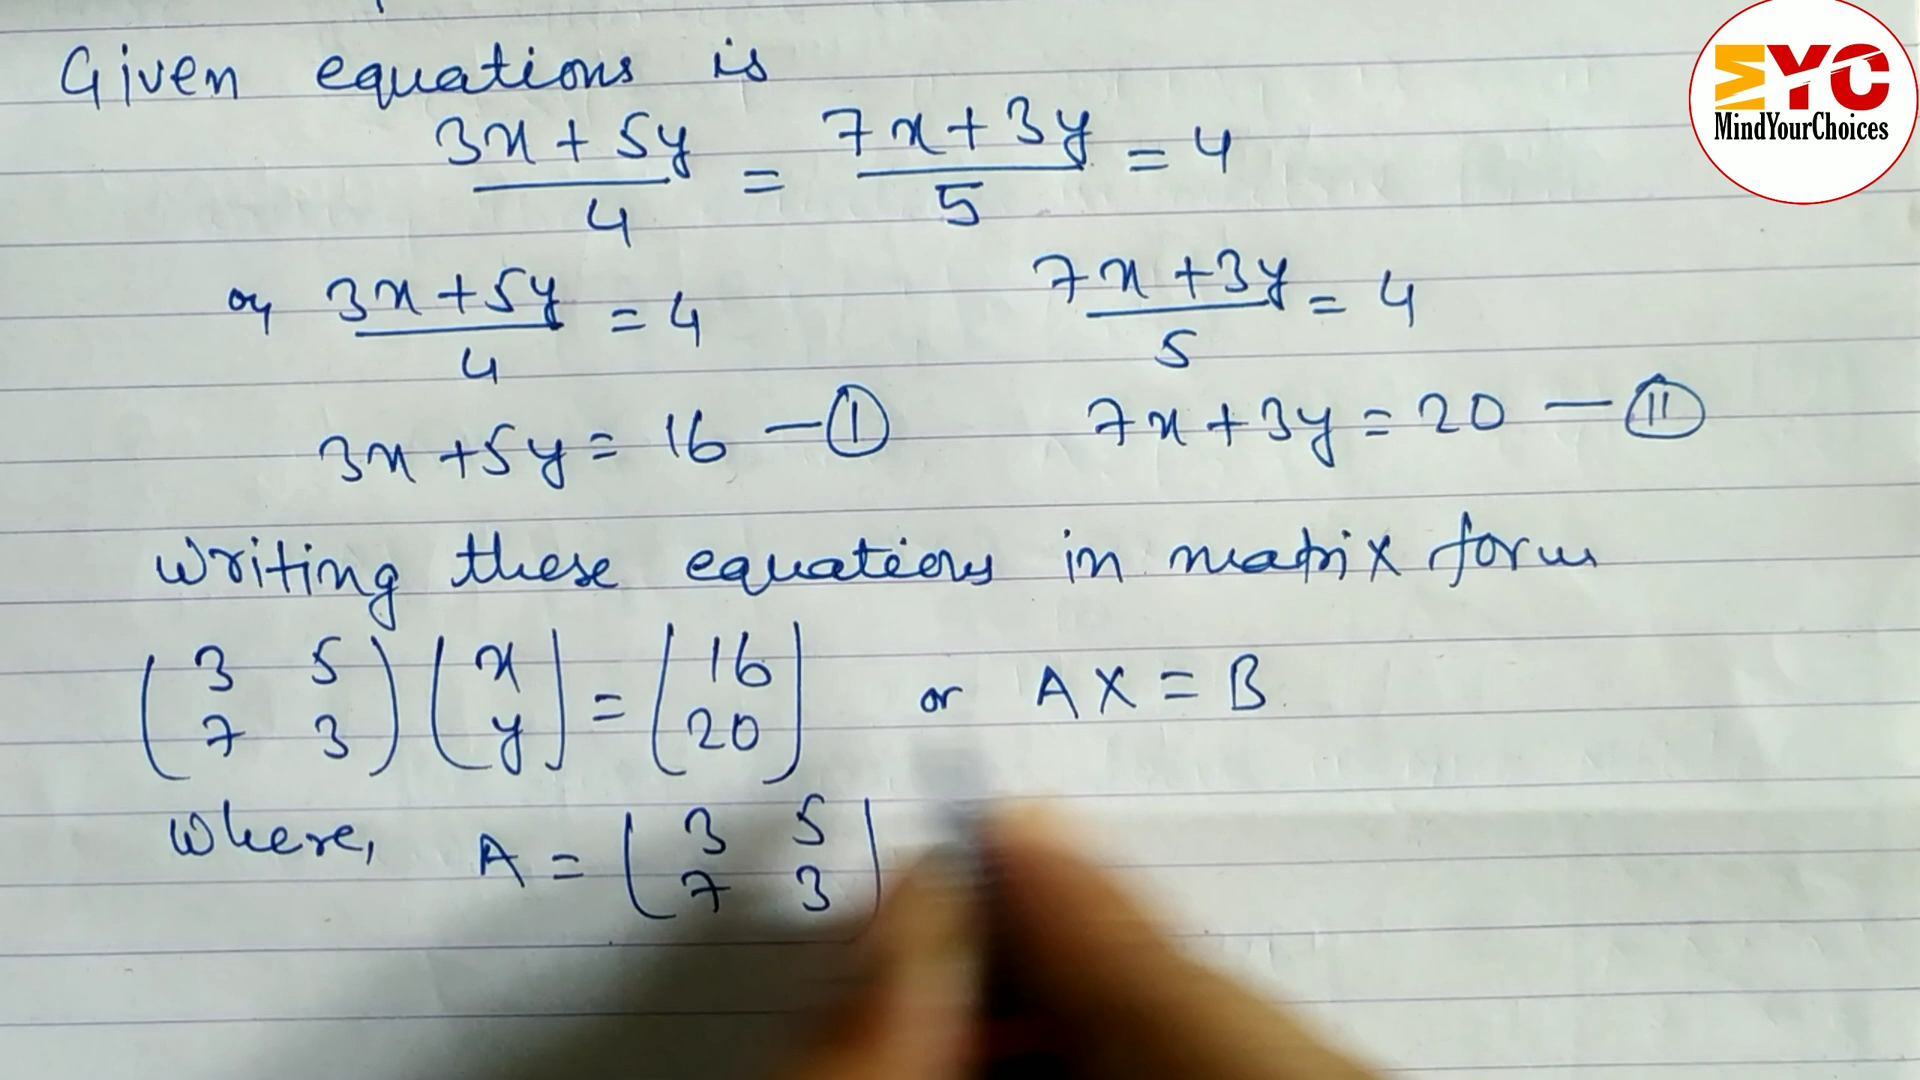 Given equations is
3x + 5y / 4 = 7x + 3y / 5 = 4
or, 3x + 5y / 4 = 4
7x + 3y / 5 = 4
3x + 5y = 16 — (I)
7x + 3y = 20 — (II)
Writing these equations in matrix form
( 3 5 ) ( x ) = ( 16 ) or AX = B
( 7 3 ) ( y ) ( 20 )
where, A = ( 3 5 )
( 7 3 )
MYC
MindYourChoices